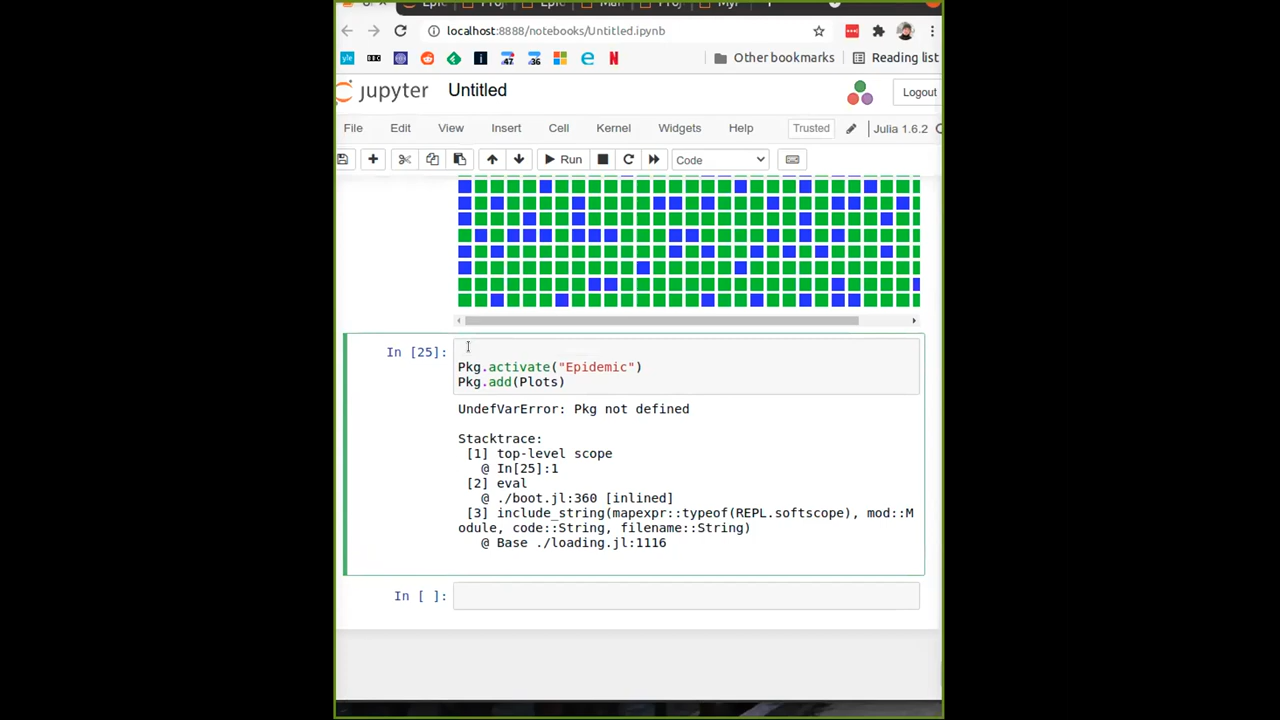 localhost:8888/notebooks/Untitled.ipynb
Other bookmarks
Reading list
jupyter
Untitled
Logout
File
Edit
View
Insert
Cell
Kernel
Widgets
Help
Trusted
Julia 1.6.2
Run
Code
In [25]:
Pkg.activate("Epidemic")
Pkg.add(Plots)
UndefVarError: Pkg not defined
Stacktrace:
[1] top-level scope
@ In[25]:1
[2] eval
@ ./boot.jl:360 [inlined]
[3] include_string(mapexpr::typeof(REPL.softscope), mod::M
odule, code::String, filename::String)
@ Base ./loading.jl:1116
In [ ]: